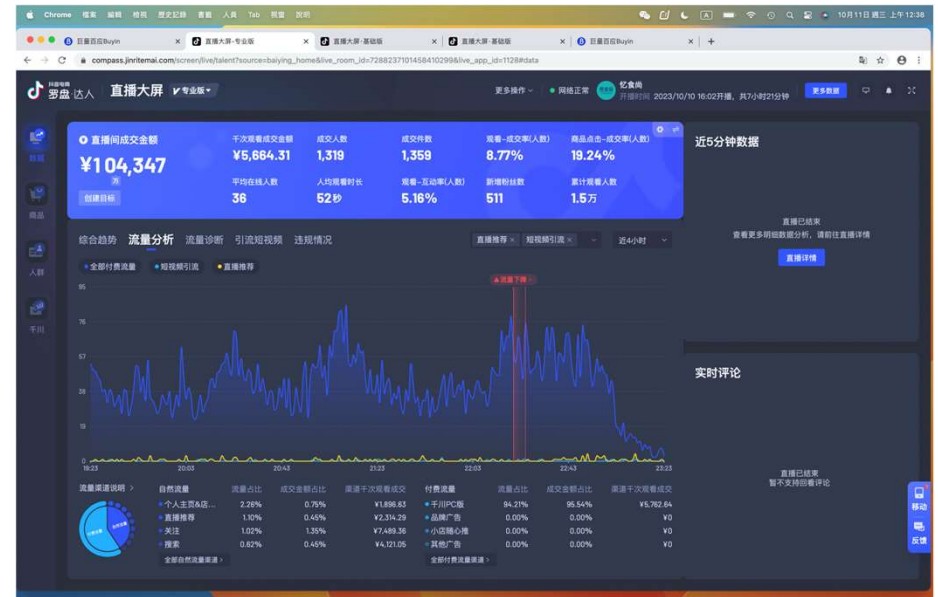 Chrome 檔案 編輯 檢視 歷史記錄 書籤 人員 Tab 視窗 說明
10月11日 週三 上午12:38
巨量百应Buyin × 直播大屏-专业版 × 直播大屏-基础版 × 直播大屏-基础版 × 巨量百应Buyin × +
compass.jinritemai.com/screen/live/talent?source=baiying_home&live_room_id=7288237101458410299&live_app_id=1128#data
抖音电商
罗盘·达人 直播大屏 专业版
更多操作 网络正常 忆食尚
开播时间 2023/10/10 16:02开播, 共7小时21分钟 更多数据
数据
商品
人群
千川
直播间成交金额
¥104,347
万
创建目标
千次观看成交金额 成交人数 成交件数 观看-成交率(人数) 商品点击-成交率(人数)
¥5,664.31 1,319 1,359 8.77% 19.24%
平均在线人数 人均观看时长 观看-互动率(人数) 新增粉丝数 累计观看人数
36 52秒 5.16% 511 1.5万
综合趋势 流量分析 流量诊断 引流短视频 违规情况
直播推荐 × 短视频引流 × 近4小时
全部付费流量 短视频引流 直播推荐
流量下降
95
76
57
38
19
0
19:23 20:03 20:43 21:23 22:03 22:43 23:23
流量渠道说明 >
自然流量 流量占比 成交金额占比 渠道千次观看成交
个人主页&店... 2.26% 0.75% ¥1,896.63
直播推荐 1.10% 0.45% ¥2,314.29
关注 1.02% 1.35% ¥7,489.36
搜索 0.62% 0.45% ¥4,121.05
全部自然流量渠道 >
付费流量 流量占比 成交金额占比 渠道千次观看成交
千川PC版 94.21% 95.54% ¥5,762.64
品牌广告 0.00% 0.00% ¥0
小店随心推 0.00% 0.00% ¥0
其他广告 0.00% 0.00% ¥0
全部付费流量渠道 >
近5分钟数据
直播已结束
查看更多明细数据分析, 请前往直播详情
直播详情
实时评论
直播已结束
暂不支持回看评论
移动
反馈